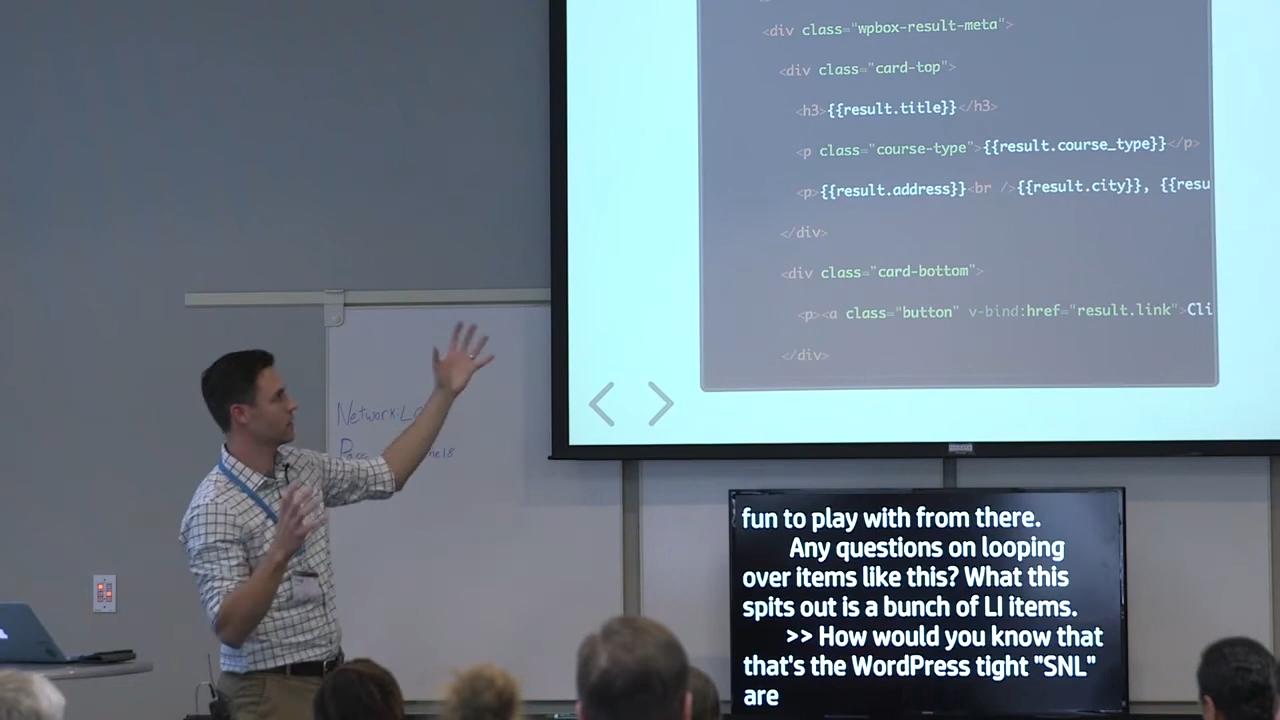 <div class="wpbox-result-meta">
<div class="card-top">
<h3>{{result.title}}</h3>
<p class="course-type">{{result.course_type}}</p>
<p>{{result.address}}<br />{{result.city}}, {{resu
</div>
<div class="card-bottom">
<p><a class="button" v-bind:href="result.link">Cli
</div>
Network:
fun to play with from there.
Any questions on looping
over items like this? What this
spits out is a bunch of LI items.
>> How would you know that
that's the WordPress tight "SNL"
are